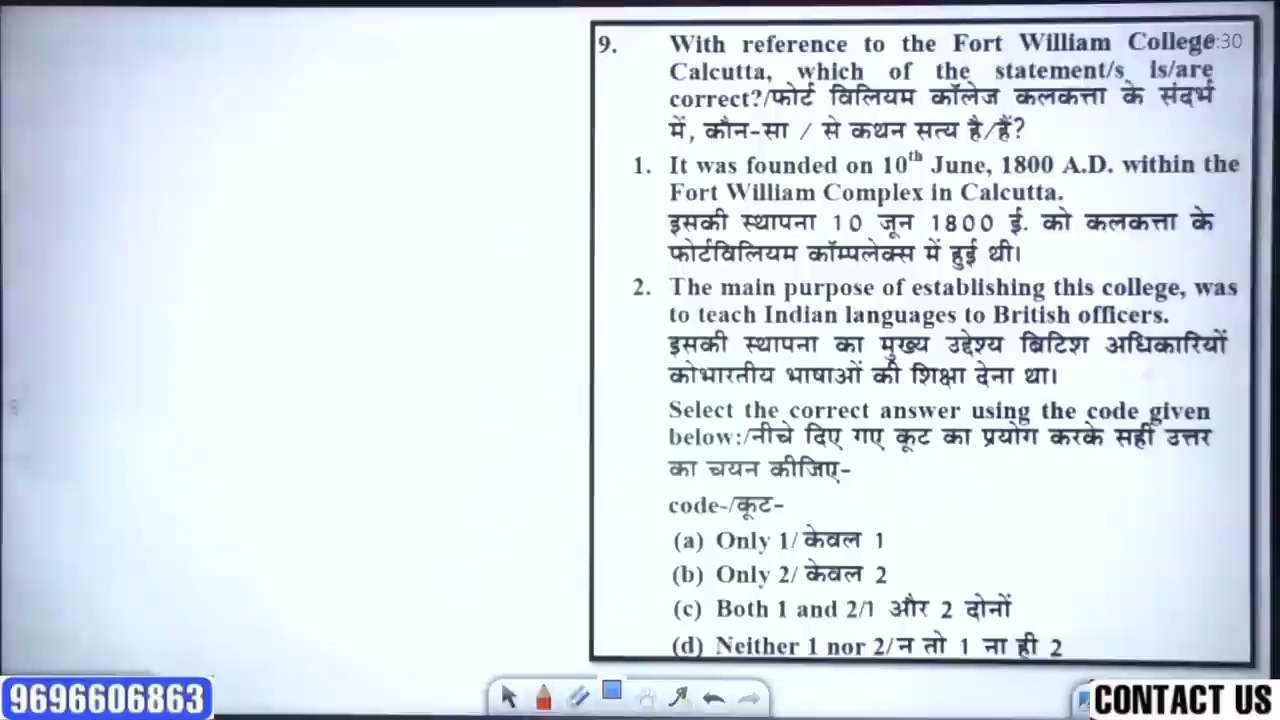 9. With reference to the Fort William College
Calcutta, which of the statement/s is/are
correct?/फोर्ट विलियम कॉलेज कलकत्ता के संदर्भ
में, कौन-सा / से कथन सत्य है/हैं?
1. It was founded on 10th June, 1800 A.D. within the
Fort William Complex in Calcutta.
इसकी स्थापना 10 जून 1800 ई. को कलकत्ता के
फोर्टविलियम कॉम्पलेक्स में हुई थी।
2. The main purpose of establishing this college, was
to teach Indian languages to British officers.
इसकी स्थापना का मुख्य उद्देश्य ब्रिटिश अधिकारियों
कोभारतीय भाषाओं की शिक्षा देना था।
Select the correct answer using the code given
below:/नीचे दिए गए कूट का प्रयोग करके सही उत्तर
का चयन कीजिए-
code-/कूट-
(a) Only 1/ केवल 1
(b) Only 2/ केवल 2
(c) Both 1 and 2/1 और 2 दोनों
(d) Neither 1 nor 2/न तो 1 ना ही 2
9696606863
CONTACT US